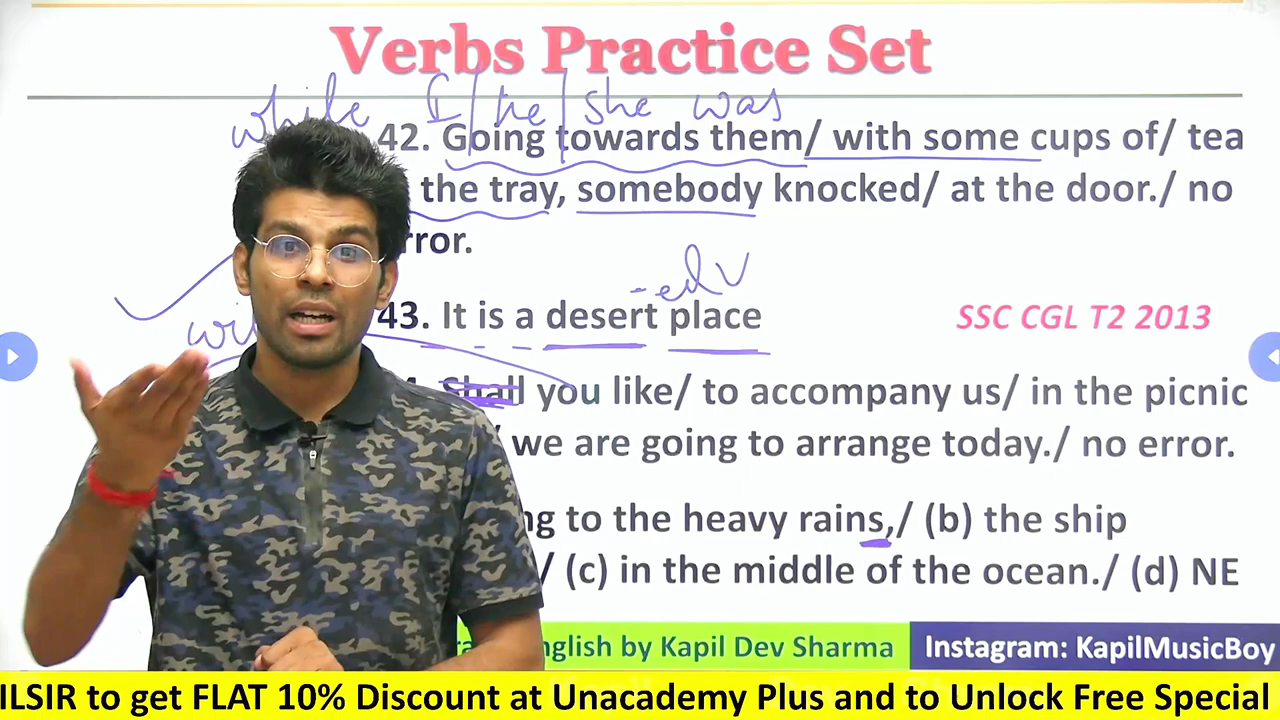 Verbs Practice Set
while I/he/she was
42. Going towards them/ with some cups of/ tea
the tray, somebody knocked/ at the door./ no
rror.
-ed V
43. It is a desert place SSC CGL T2 2013
Shall you like/ to accompany us/ in the picnic
/ we are going to arrange today./ no error.
ng to the heavy rains,/ (b) the ship
/ (c) in the middle of the ocean./ (d) NE
nglish by Kapil Dev Sharma Instagram: KapilMusicBoy
ILSIR to get FLAT 10% Discount at Unacademy Plus and to Unlock Free Special